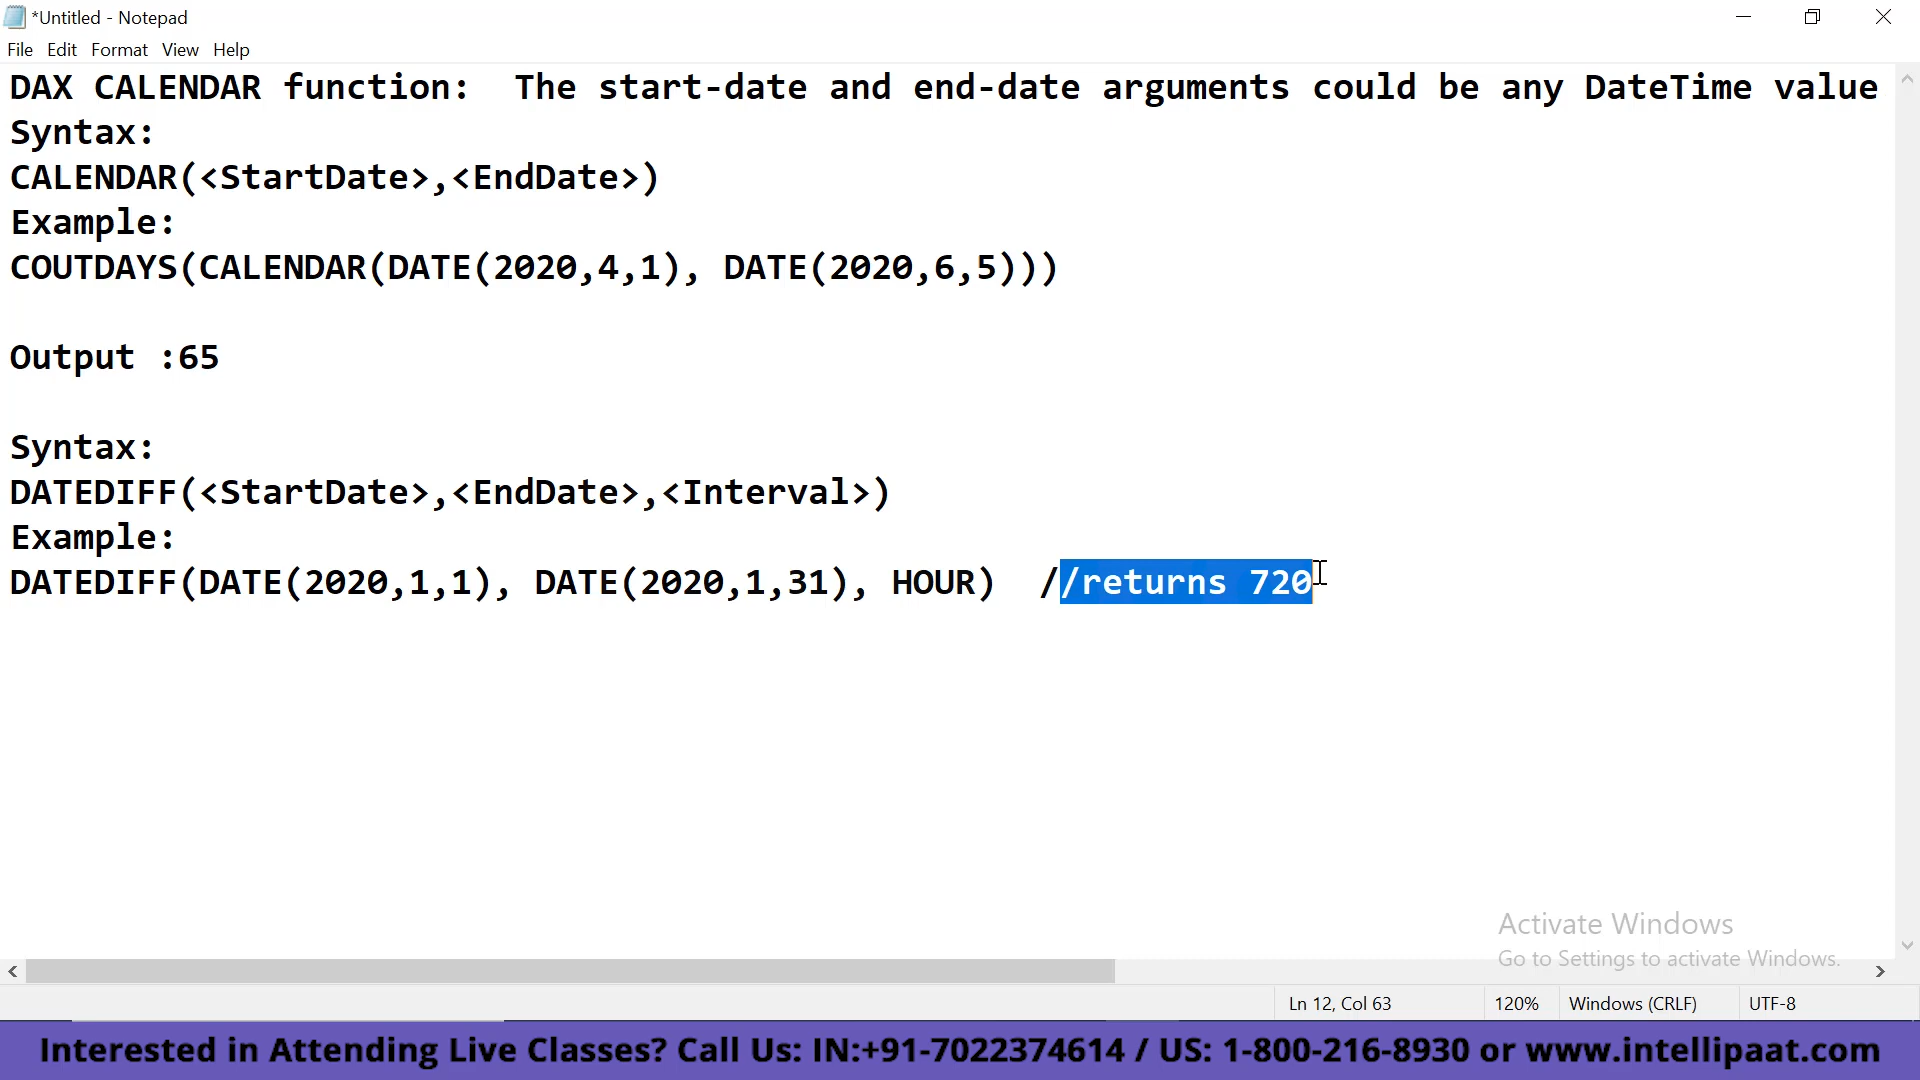 *Untitled - Notepad
File Edit Format View Help
DAX CALENDAR function:  The start-date and end-date arguments could be any DateTime value
Syntax:
CALENDAR(<StartDate>,<EndDate>)
Example:
COUTDAYS(CALENDAR(DATE(2020,4,1), DATE(2020,6,5)))
Output :65
Syntax:
DATEDIFF(<StartDate>,<EndDate>,<Interval>)
Example:
DATEDIFF(DATE(2020,1,1), DATE(2020,1,31), HOUR)  //returns 720
Activate Windows
Go to Settings to activate Windows.
Ln 12, Col 63 120% Windows (CRLF) UTF-8
Interested in Attending Live Classes? Call Us: IN:+91-7022374614 / US: 1-800-216-8930 or www.intellipaat.com